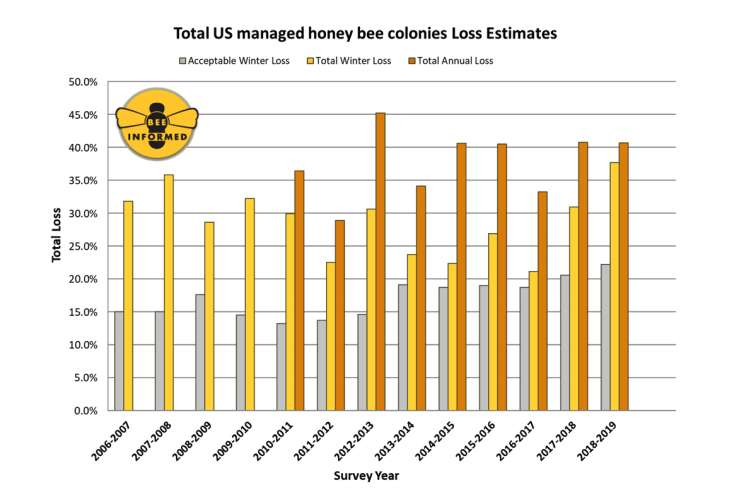 Total US managed honey bee colonies Loss Estimates
Acceptable Winter Loss Total Winter Loss Total Annual Loss
50.0%
45.0%
40.0%
35.0%
30.0%
25.0%
20.0%
15.0%
10.0%
5.0%
0.0%
BEE
INFORMED
Total Loss
2006-2007 2007-2008 2008-2009 2009-2010 2010-2011 2011-2012 2012-2013 2013-2014 2014-2015 2015-2016 2016-2017 2017-2018 2018-2019
Survey Year